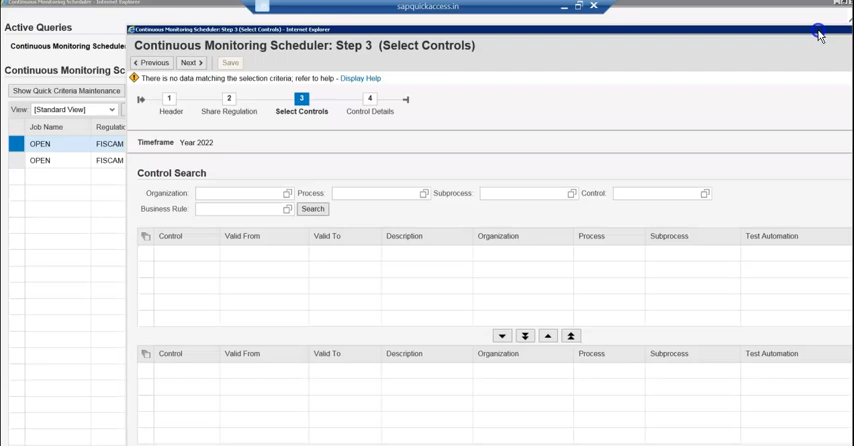 Continuous Monitoring Scheduler - Internet Explorer
sapquickaccess.in
Active Queries
Continuous Monitoring Scheduler
Continuous Monitoring Sc
Show Quick Criteria Maintenance
View: [Standard View]
Job Name Regulatio
OPEN FISCAM
OPEN FISCAM
Continuous Monitoring Scheduler: Step 3 (Select Controls) - Internet Explorer
Continuous Monitoring Scheduler: Step 3 (Select Controls)
Previous Next Save
There is no data matching the selection criteria; refer to help - Display Help
1 2 3 4
Header Share Regulation Select Controls Control Details
Timeframe Year 2022
Control Search
Organization: Process: Subprocess: Control:
Business Rule: Search
Control Valid From Valid To Description Organization Process Subprocess Test Automation
Control Valid From Valid To Description Organization Process Subprocess Test Automation